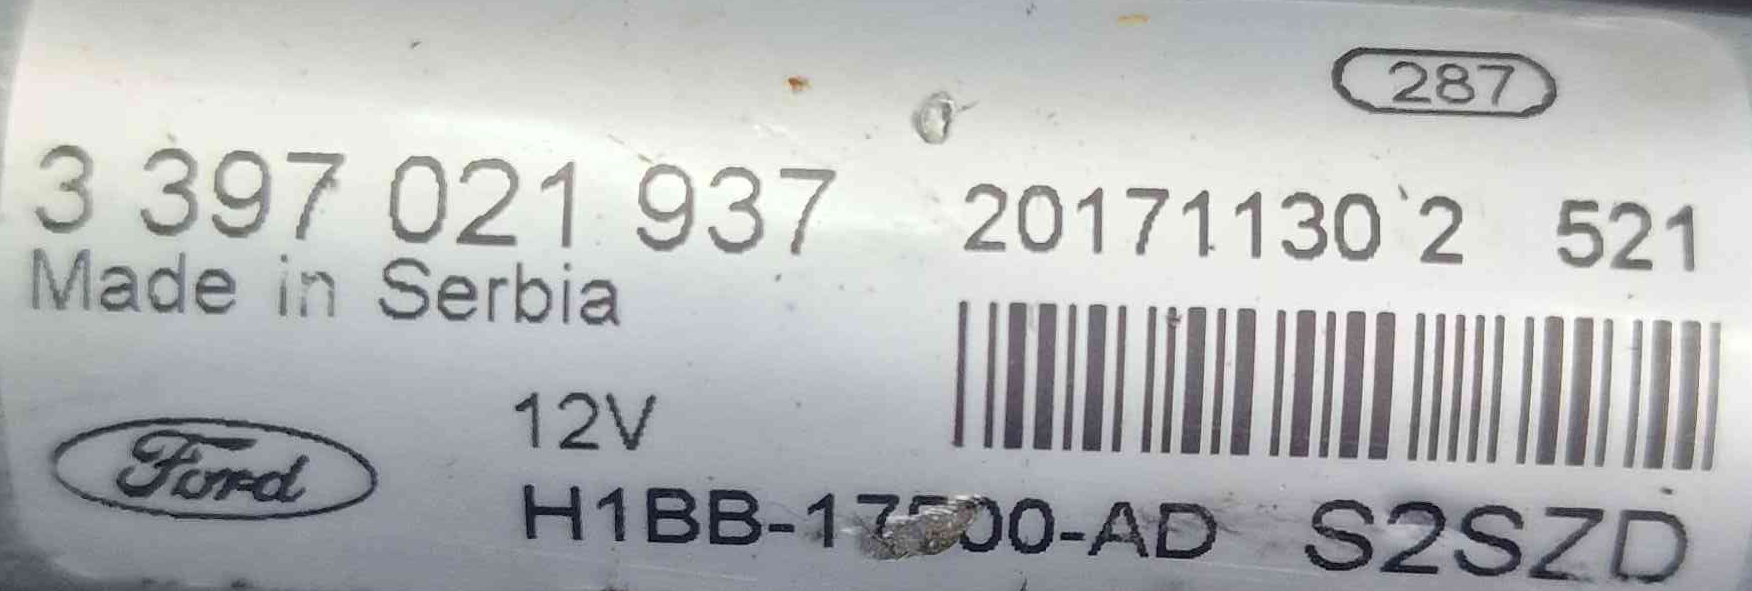 287
3 397 021 937 20171130 2 521
Made in Serbia
Ford
12V
S2SZD